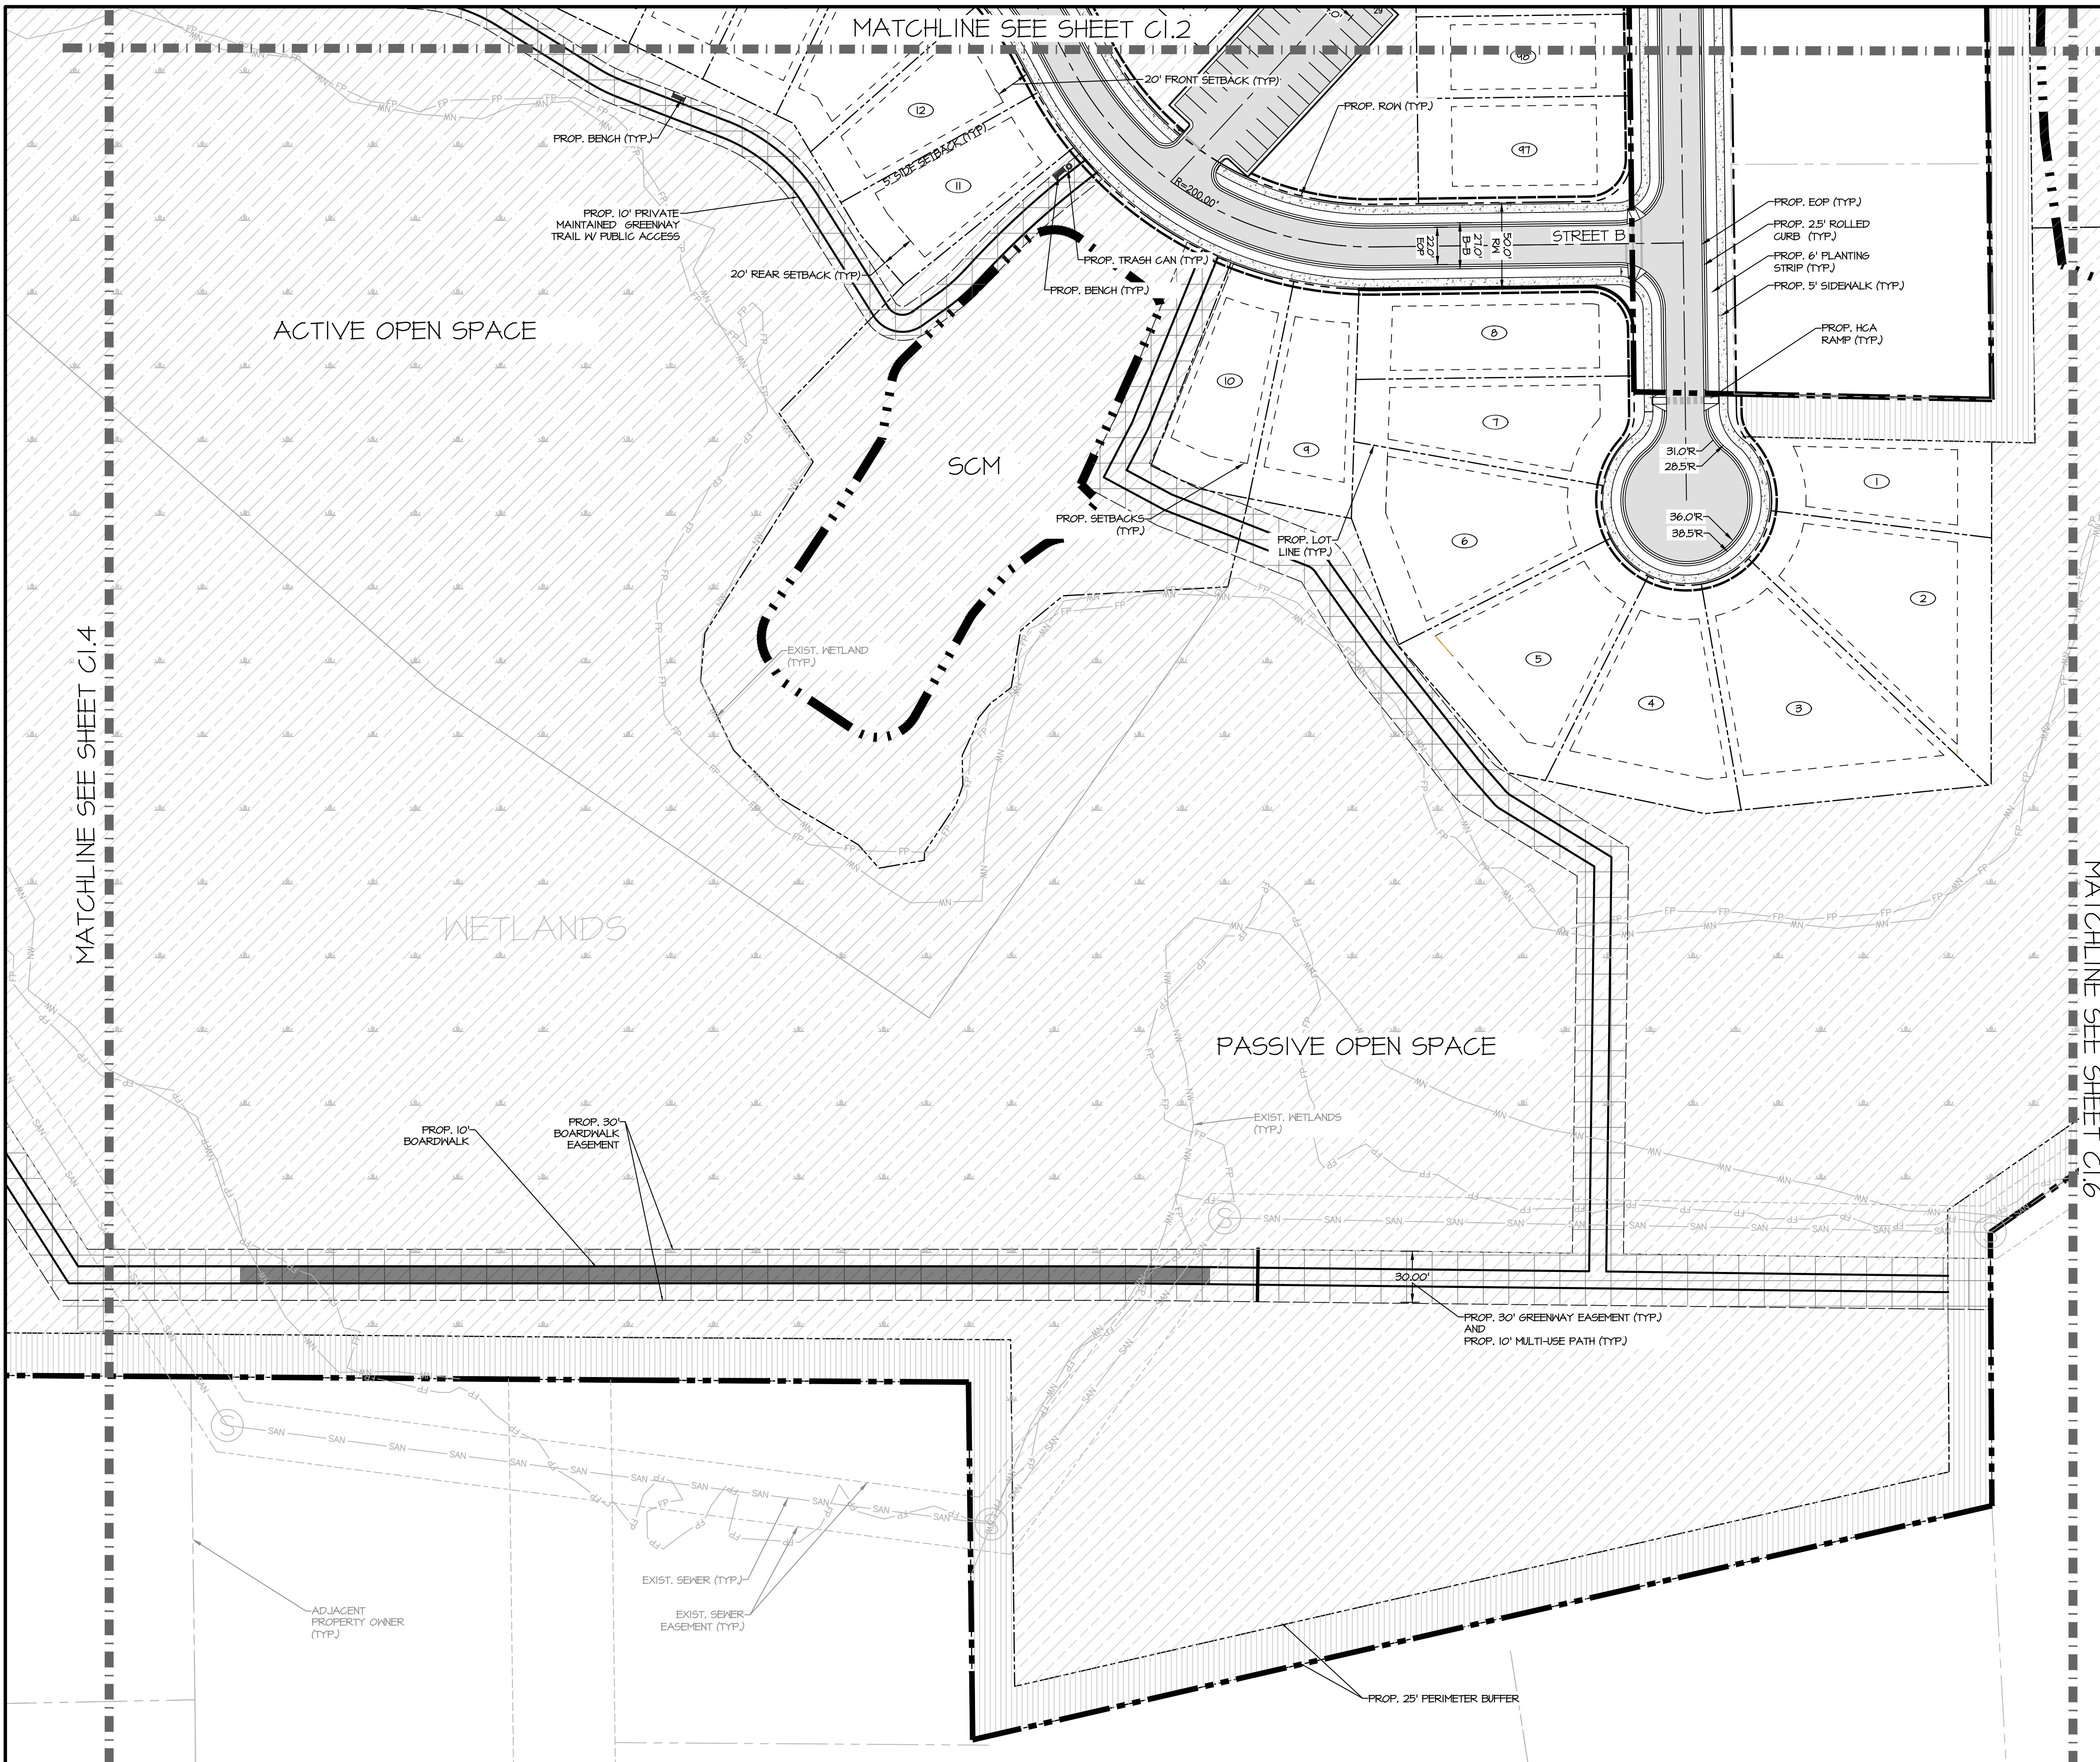 MATCHLINE SEE SHEET C1.2
20' FRONT SETBACK (TYP)
PROP. ROW (TYP.)
98
12
PROP. BENCH (TYP.)
97
5' SIDE SETBACK (TYP)
11
R=200.00'
PROP. EOP (TYP.)
PROP. 10' PRIVATE
MAINTAINED GREENWAY
TRAIL W/ PUBLIC ACCESS
PROP. 2.5' ROLLED
CURB (TYP.)
STREET B
22.0'
EOP
27.0'
B-B
50.0'
R/W
PROP. 6' PLANTING
STRIP (TYP.)
PROP. TRASH CAN (TYP.)
20' REAR SETBACK (TYP)
PROP. 5' SIDEWALK (TYP.)
PROP. BENCH (TYP.)
ACTIVE OPEN SPACE
8
PROP. HCA
RAMP (TYP.)
10
7
9
31.0'R
28.5'R
SCM
1
PROP. SETBACKS
(TYP.)
36.0'R
38.5'R
PROP. LOT
LINE (TYP.)
6
2
EXIST. WETLAND
(TYP.)
5
4
3
MATCHLINE SEE SHEET C1.4
WETLANDS
MATCHLINE SEE SHEET C1.6
PASSIVE OPEN SPACE
EXIST. WETLANDS
(TYP.)
PROP. 10'
BOARDWALK
PROP. 30'
BOARDWALK
EASEMENT
S
SAN
30.00'
PROP. 30' GREENWAY EASEMENT (TYP.)
AND
PROP. 10' MULTI-USE PATH (TYP.)
S
SAN
S
EXIST. SEWER (TYP.)
ADJACENT
PROPERTY OWNER
(TYP.)
EXIST. SEWER
EASEMENT (TYP.)
PROP. 25' PERIMETER BUFFER